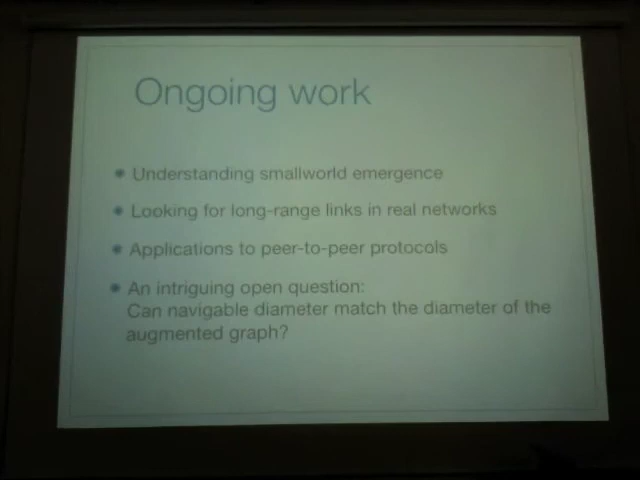 Ongoing work
Understanding smallworld emergence
Looking for long-range links in real networks
Applications to peer-to-peer protocols
An intriguing open question:
Can navigable diameter match the diameter of the
augmented graph?